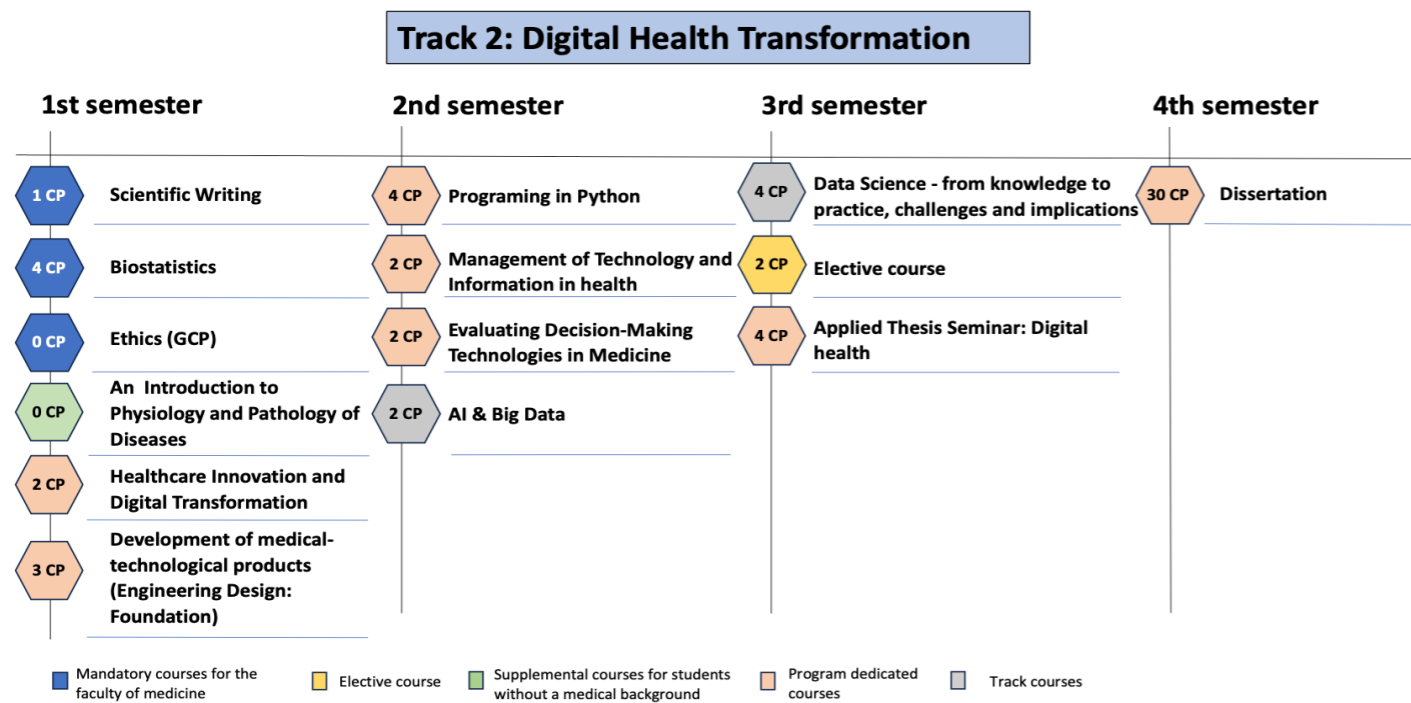 Track 2: Digital Health Transformation
1st semester
1 CP
Scientific Writing
4 CP
Biostatistics
0 CP
Ethics (GCP)
0 CP
An Introduction to
Physiology and Pathology of
Diseases
2 CP
Healthcare Innovation and
Digital Transformation
3 CP
Development of medical-
technological products
(Engineering Design:
Foundation)
2nd semester
4 CP
Programing in Python
2 CP
Management of Technology and
Information in health
2 CP
Evaluating Decision-Making
Technologies in Medicine
2 CP
AI & Big Data
3rd semester
4 CP
Data Science - from knowledge to
practice, challenges and implications
2 CP
Elective course
4 CP
Applied Thesis Seminar: Digital
health
4th semester
30 CP
Dissertation
Mandatory courses for the
faculty of medicine
Elective course
Supplemental courses for students
without a medical background
Program dedicated
courses
Track courses